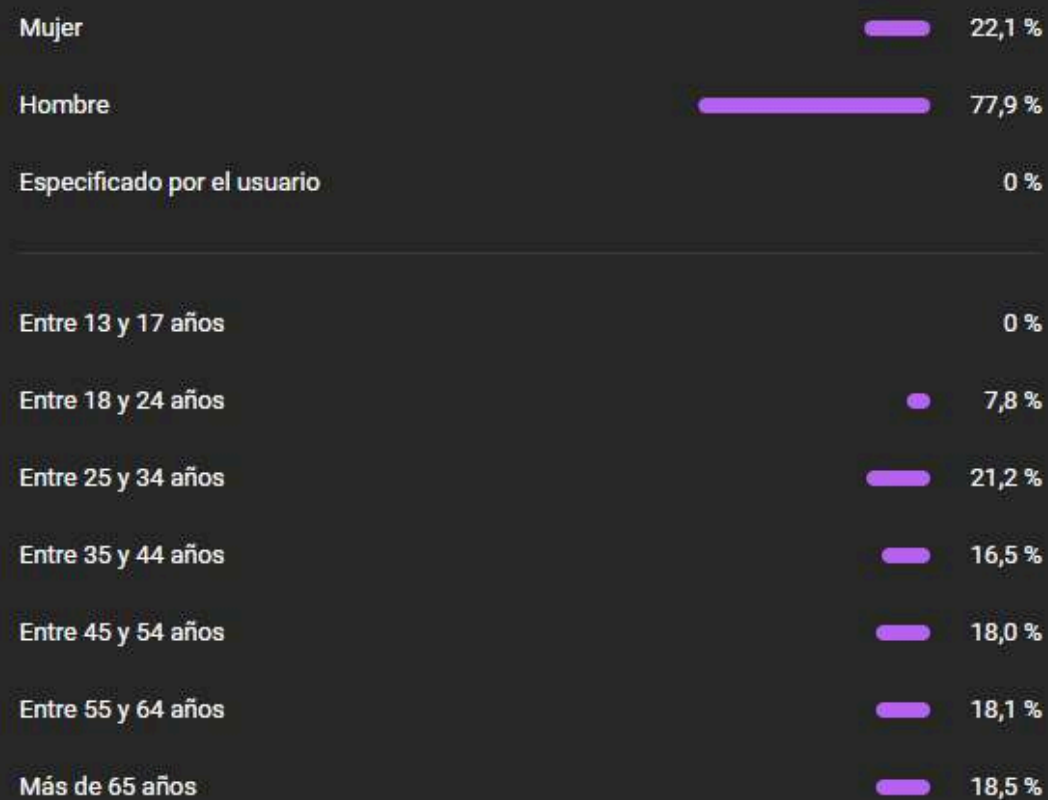 Mujer 22,1 %
Hombre 77,9 %
Especificado por el usuario 0 %
Entre 13 y 17 años 0 %
Entre 18 y 24 años 7,8 %
Entre 25 y 34 años 21,2 %
Entre 35 y 44 años 16,5 %
Entre 45 y 54 años 18,0 %
Entre 55 y 64 años 18,1 %
Más de 65 años 18,5 %